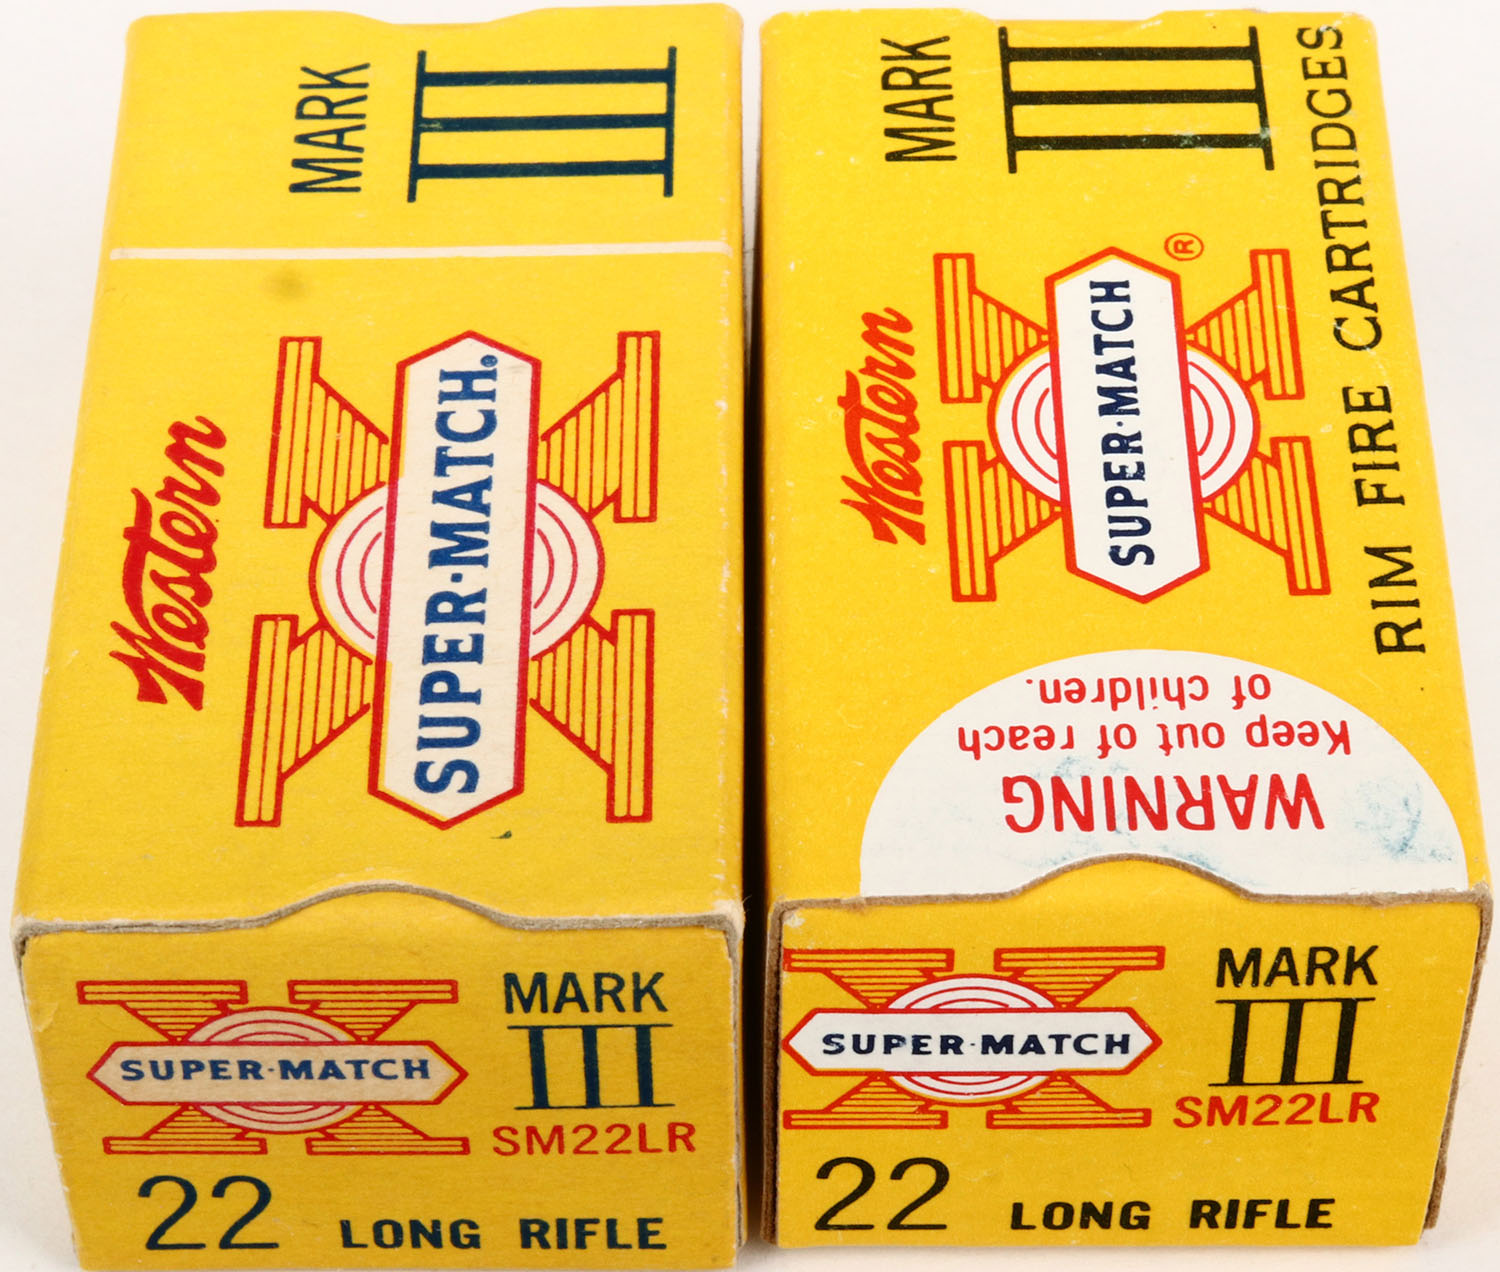 MARK
III
Western
X
SUPER·MATCH.
X
SUPER·MATCH
MARK
III
SM22LR
22 LONG RIFLE
MARK
III
Western
X ®
SUPER·MATCH
RIM FIRE CARTRIDGES
WARNING
Keep out of reach
of children.
X
SUPER·MATCH
MARK
III
SM22LR
22 LONG RIFLE